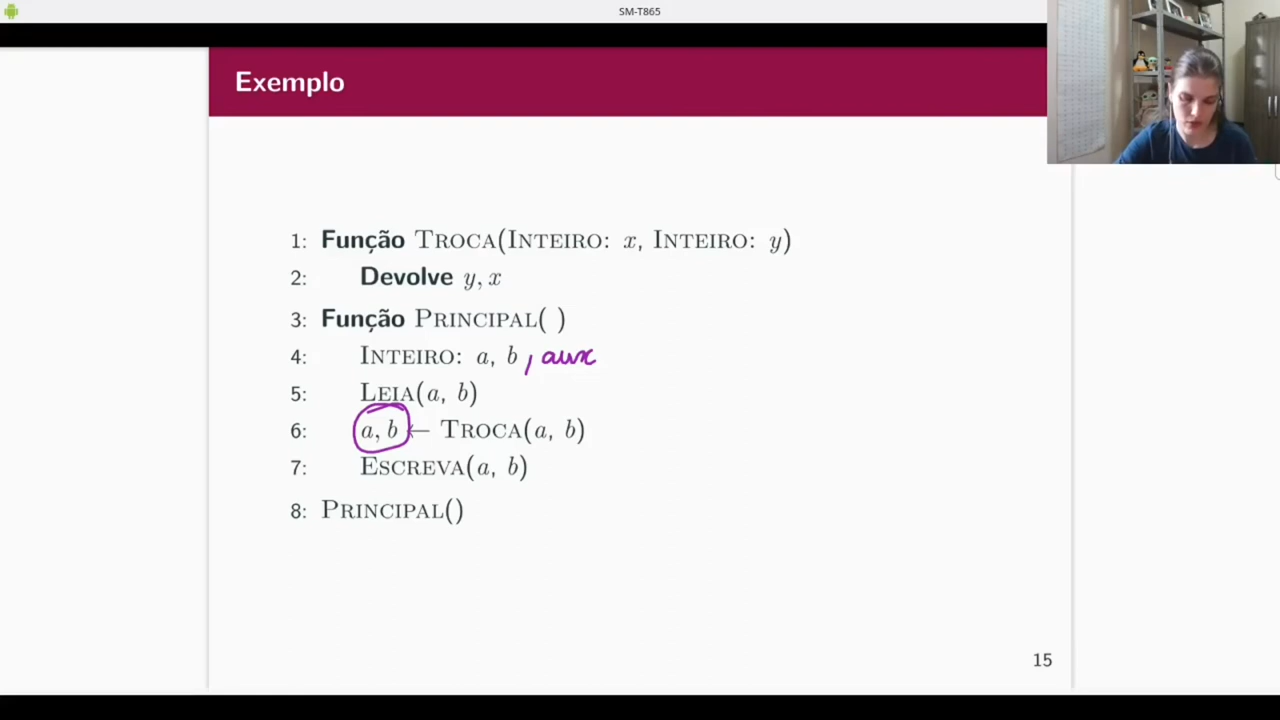 SM-T865
Exemplo
1: Função TROCA(INTEIRO: x, INTEIRO: y)
2: Devolve y, x
3: Função PRINCIPAL( )
4: INTEIRO: a, b , aux
5: LEIA(a, b)
6: a, b ← TROCA(a, b)
7: ESCREVA(a, b)
8: PRINCIPAL()
15